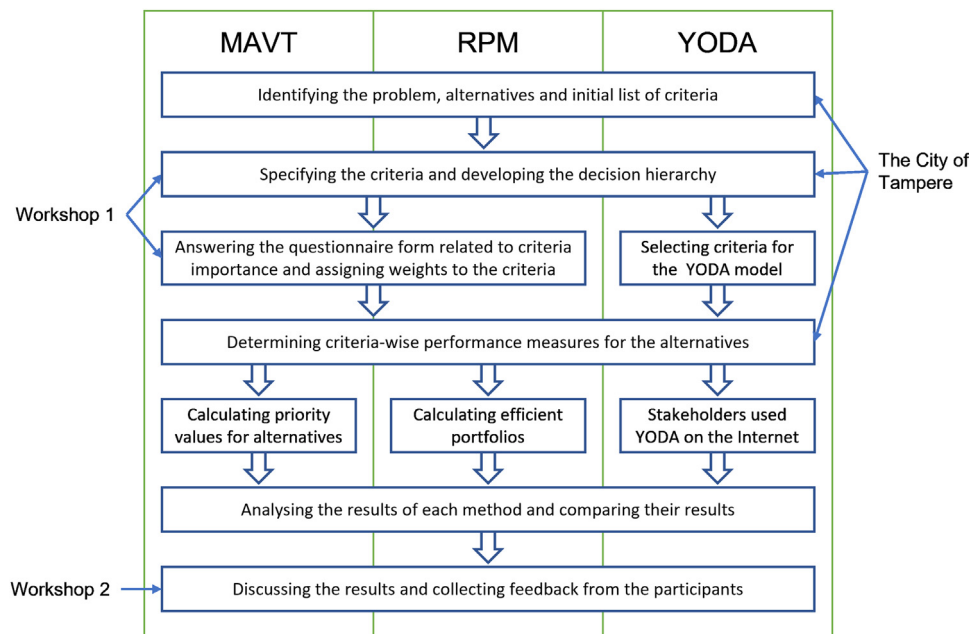 MAVT
RPM
YODA
Identifying the problem, alternatives and initial list of criteria
The City of
Tampere
Specifying the criteria and developing the decision hierarchy
Workshop 1
Answering the questionnaire form related to criteria
importance and assigning weights to the criteria
Selecting criteria for
the YODA model
Determining criteria-wise performance measures for the alternatives
Calculating priority
values for alternatives
Calculating efficient
portfolios
Stakeholders used
YODA on the Internet
Analysing the results of each method and comparing their results
Workshop 2
Discussing the results and collecting feedback from the participants